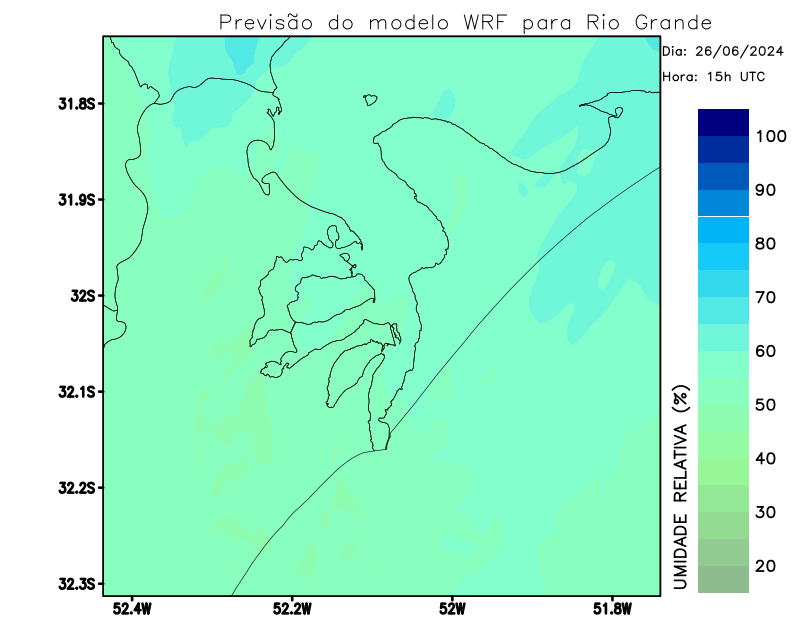 Previsão do modelo WRF para Rio Grande
Dia: 26/06/2024
Hora: 15h UTC
31.8S
31.9S
32S
32.1S
32.2S
32.3S
52.4W
52.2W
52W
51.8W
100
90
80
70
60
50
40
30
20
UMIDADE RELATIVA (%)